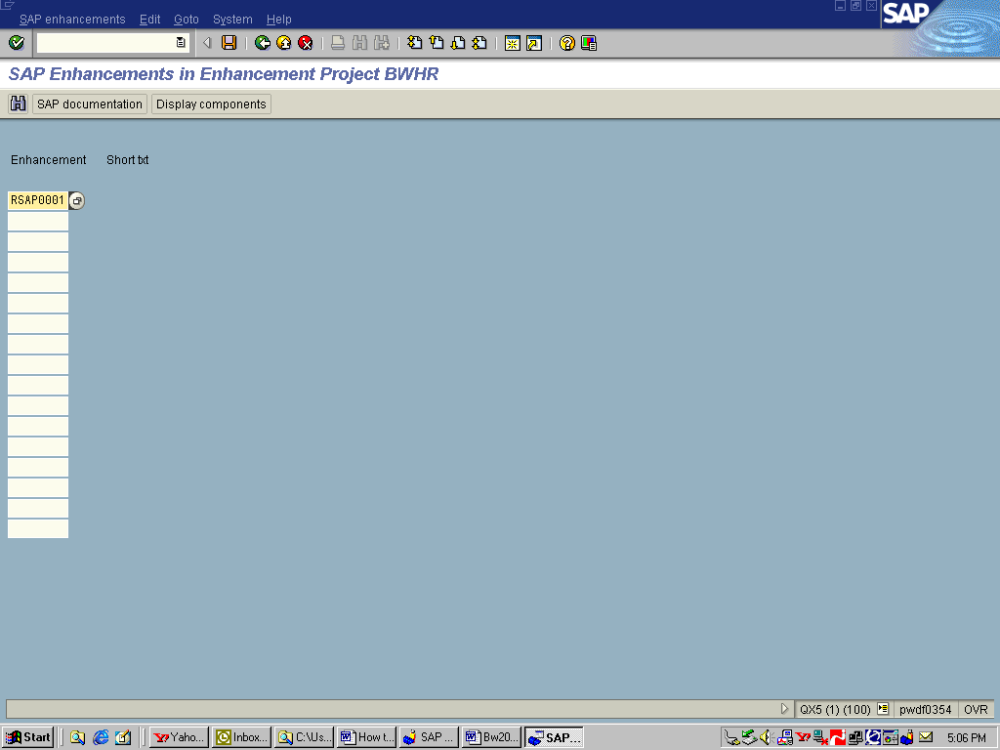 SAP enhancements Edit Goto System Help
SAP
SAP Enhancements in Enhancement Project BWHR
SAP documentation Display components
Enhancement Short txt
RSAP0001
QX5 (1) (100) pwdf0354 OVR
Start Yaho... Inbox... C:\Us... How t... SAP ... Bw20... SAP... 5:06 PM